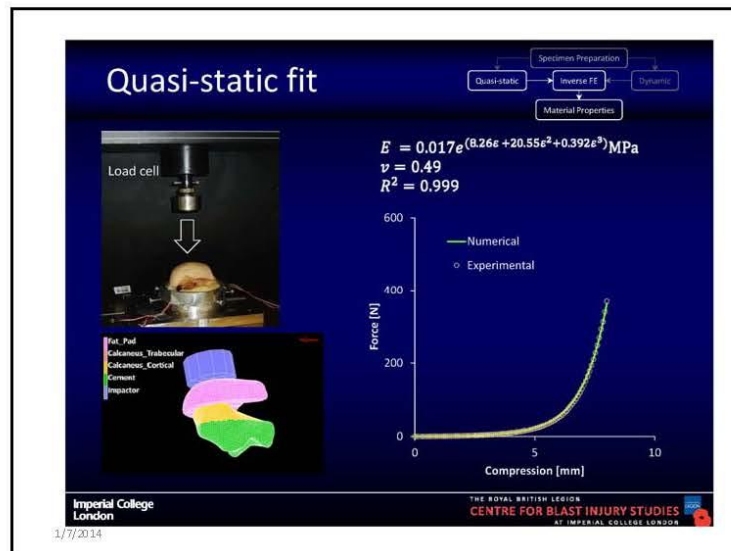 Quasi-static fit
Specimen Preparation
Quasi-static
Inverse FE
Dynamic
Material Properties
Load cell
E = 0.017e^(8.26ε+20.55ε²+0.392ε³)MPa
v = 0.49
R² = 0.999
600
400
200
0
Force [N]
Numerical
Experimental
0
5
10
Compression [mm]
Fat_Pad
Calcaneous_Trabecular
Calcaneous_Cortical
Cement
Impactor
Imperial College
London
THE ROYAL BRITISH LEGION
CENTRE FOR BLAST INJURY STUDIES
AT IMPERIAL COLLEGE LONDON
LEGION
1/7/2014